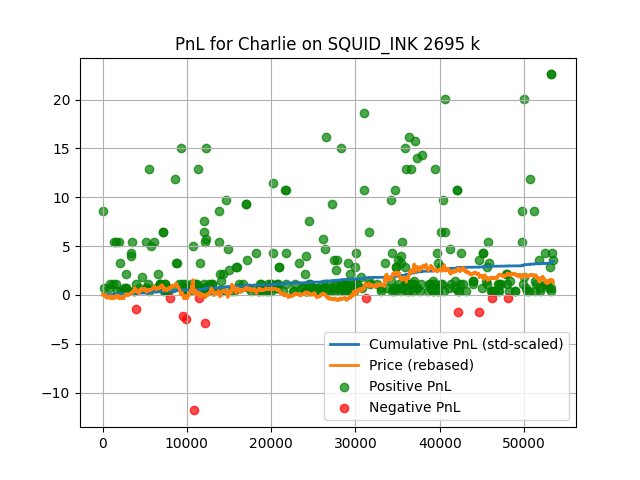 PnL for Charlie on SQUID_INK 2695 k
20
15
10
5
0
−5
−10
Cumulative PnL (std-scaled)
Price (rebased)
Positive PnL
Negative PnL
0 10000 20000 30000 40000 50000